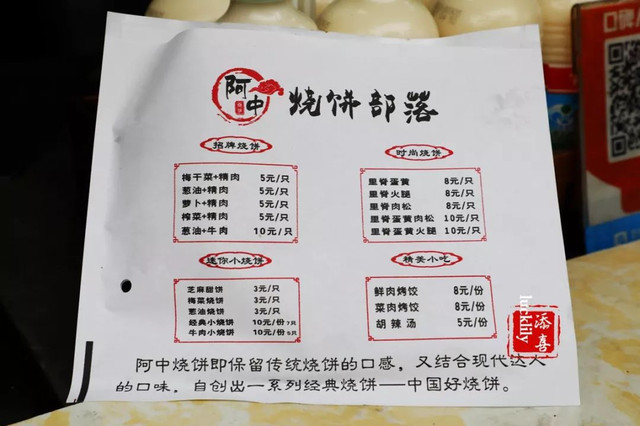 阿中
烧饼部落
招牌烧饼
梅干菜+精肉 5元/只
葱油+精肉 5元/只
萝卜+精肉 5元/只
榨菜+精肉 5元/只
葱油+牛肉 10元/只
时尚烧饼
里脊蛋黄 8元/只
里脊火腿 8元/只
里脊肉松 8元/只
里脊蛋黄肉松 10元/只
里脊蛋黄火腿 10元/只
迷你小烧饼
芝麻甜饼 3元/只
梅菜烧饼 3元/只
葱油烧饼 3元/只
经典小烧饼 10元/份7只
牛肉小烧饼 10元/份5只
精美小吃
鲜肉烤饺 8元/份
菜肉烤饺 8元/份
胡辣汤 5元/份
阿中烧饼即保留传统烧饼的口感，又结合现代达人
的口味，自创出一系列经典烧饼——中国好烧饼。
luckily
添喜
口碑